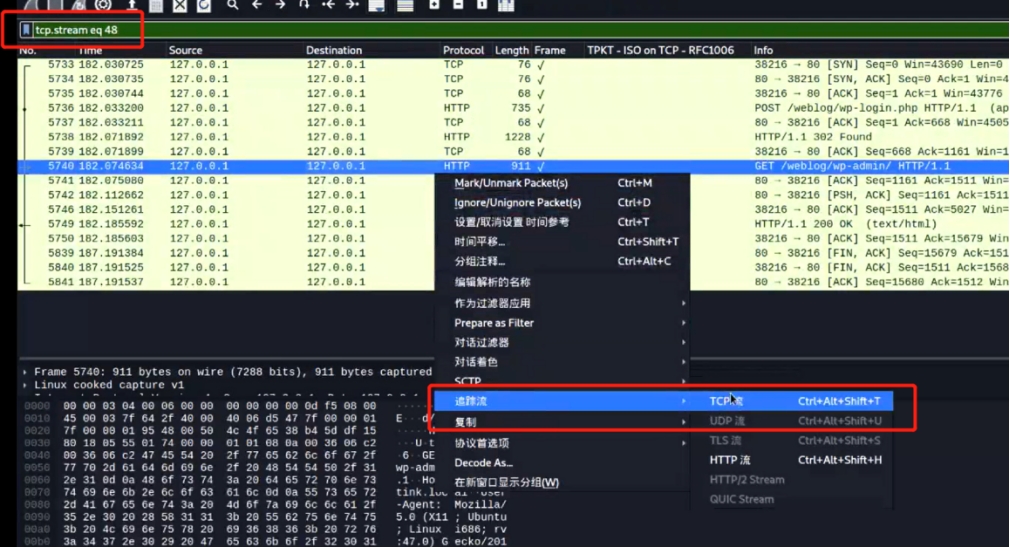 tcp.stream eq 48
No. Time Source Destination Protocol Length Frame TPKT - ISO on TCP - RFC1006 Info
5733 182.030725 127.0.0.1 127.0.0.1 TCP 76 √ 38216 → 80 [SYN] Seq=0 Win=43690 Len=0
5734 182.030735 127.0.0.1 127.0.0.1 TCP 76 √ 80 → 38216 [SYN, ACK] Seq=0 Ack=1 Win=4
5735 182.030744 127.0.0.1 127.0.0.1 TCP 68 √ 38216 → 80 [ACK] Seq=1 Ack=1 Win=43776
5736 182.033200 127.0.0.1 127.0.0.1 HTTP 735 √ POST /weblog/wp-login.php HTTP/1.1 (ap
5737 182.033211 127.0.0.1 127.0.0.1 TCP 68 √ 80 → 38216 [ACK] Seq=1 Ack=668 Win=4505
5738 182.071892 127.0.0.1 127.0.0.1 HTTP 1228 √ HTTP/1.1 302 Found
5739 182.071899 127.0.0.1 127.0.0.1 TCP 68 √ 38216 → 80 [ACK] Seq=668 Ack=1161 Win=1
5740 182.074634 127.0.0.1 127.0.0.1 HTTP 911 √ GET /weblog/wp-admin/ HTTP/1.1
5741 182.075080 127.0.0.1 127.0.0.1 80 → 38216 [ACK] Seq=1161 Ack=1511 Win=
5742 182.112662 127.0.0.1 127.0.0.1 80 → 38216 [PSH, ACK] Seq=1161 Ack=1511
5746 182.151261 127.0.0.1 127.0.0.1 38216 → 80 [ACK] Seq=1511 Ack=5027 Win=
5749 182.185592 127.0.0.1 127.0.0.1 HTTP/1.1 200 OK (text/html)
5750 182.185603 127.0.0.1 127.0.0.1 38216 → 80 [ACK] Seq=1511 Ack=15679 Win
5839 187.191384 127.0.0.1 127.0.0.1 80 → 38216 [FIN, ACK] Seq=15679 Ack=151
5840 187.191525 127.0.0.1 127.0.0.1 38216 → 80 [FIN, ACK] Seq=1511 Ack=1568
5841 187.191537 127.0.0.1 127.0.0.1 80 → 38216 [ACK] Seq=15680 Ack=1512 Win
Mark/Unmark Packet(s) Ctrl+M
Ignore/Unignore Packet(s) Ctrl+D
设置/取消设置 时间参考 Ctrl+T
时间平移... Ctrl+Shift+T
分组注释... Ctrl+Alt+C
编辑解析的名称
作为过滤器应用
Prepare as Filter
对话过滤器
对话着色
SCTP
追踪流
复制
协议首选项
Decode As...
在新窗口显示分组(W)
TCP 流 Ctrl+Alt+Shift+T
UDP 流 Ctrl+Alt+Shift+U
TLS 流 Ctrl+Alt+Shift+S
HTTP 流 Ctrl+Alt+Shift+H
HTTP/2 Stream
QUIC Stream
Frame 5740: 911 bytes on wire (7288 bits), 911 bytes captured
Linux cooked capture v1
0000 00 00 03 04 00 06 00 00 00 00 00 00 0d f5 08 00
0010 45 00 03 7f 64 2f 40 00 40 06 d5 47 7f 00 00 01 E d/
0020 7f 00 00 01 95 48 00 50 4c 4f 65 38 b4 5d df 15
0030 80 18 05 55 01 74 00 00 01 01 08 0a 00 36 06 c2 ···U·t
0040 00 36 06 c2 47 45 54 20 2f 77 65 62 6c 6f 67 2f ·6··GE
0050 77 70 2d 61 64 6d 69 6e 2f 20 48 54 54 50 2f 31 wp-adm
0060 2e 31 0d 0a 48 6f 73 74 3a 20 64 65 72 70 6e 73 .1··Ho
0070 74 69 6e 6b 2e 6c 6f 63 61 6c 0d 0a 55 73 65 72 tink.loc al··User
0080 2d 41 67 65 6e 74 3a 20 4d 6f 7a 69 6c 6c 61 2f -Agent: Mozilla/
0090 35 2e 30 20 28 58 31 31 3b 20 55 62 75 6e 74 75 5.0 (X11 ; Ubuntu
00a0 3b 20 4c 69 6e 75 78 20 69 36 38 36 3b 20 72 76 ; Linux i686; rv
00b0 3a 34 37 2e 30 29 20 47 65 63 6b 6f 2f 32 30 31 :47.0) G ecko/201